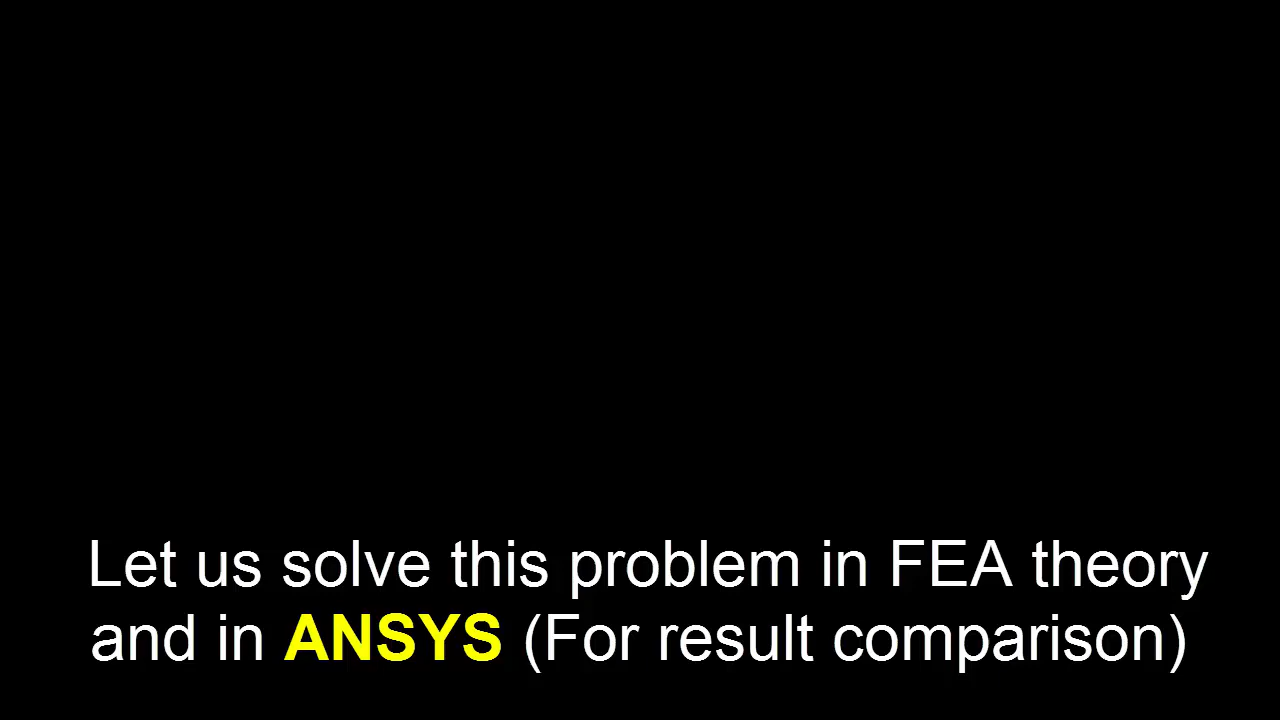 Let us solve this problem in FEA theory
and in ANSYS (For result comparison)